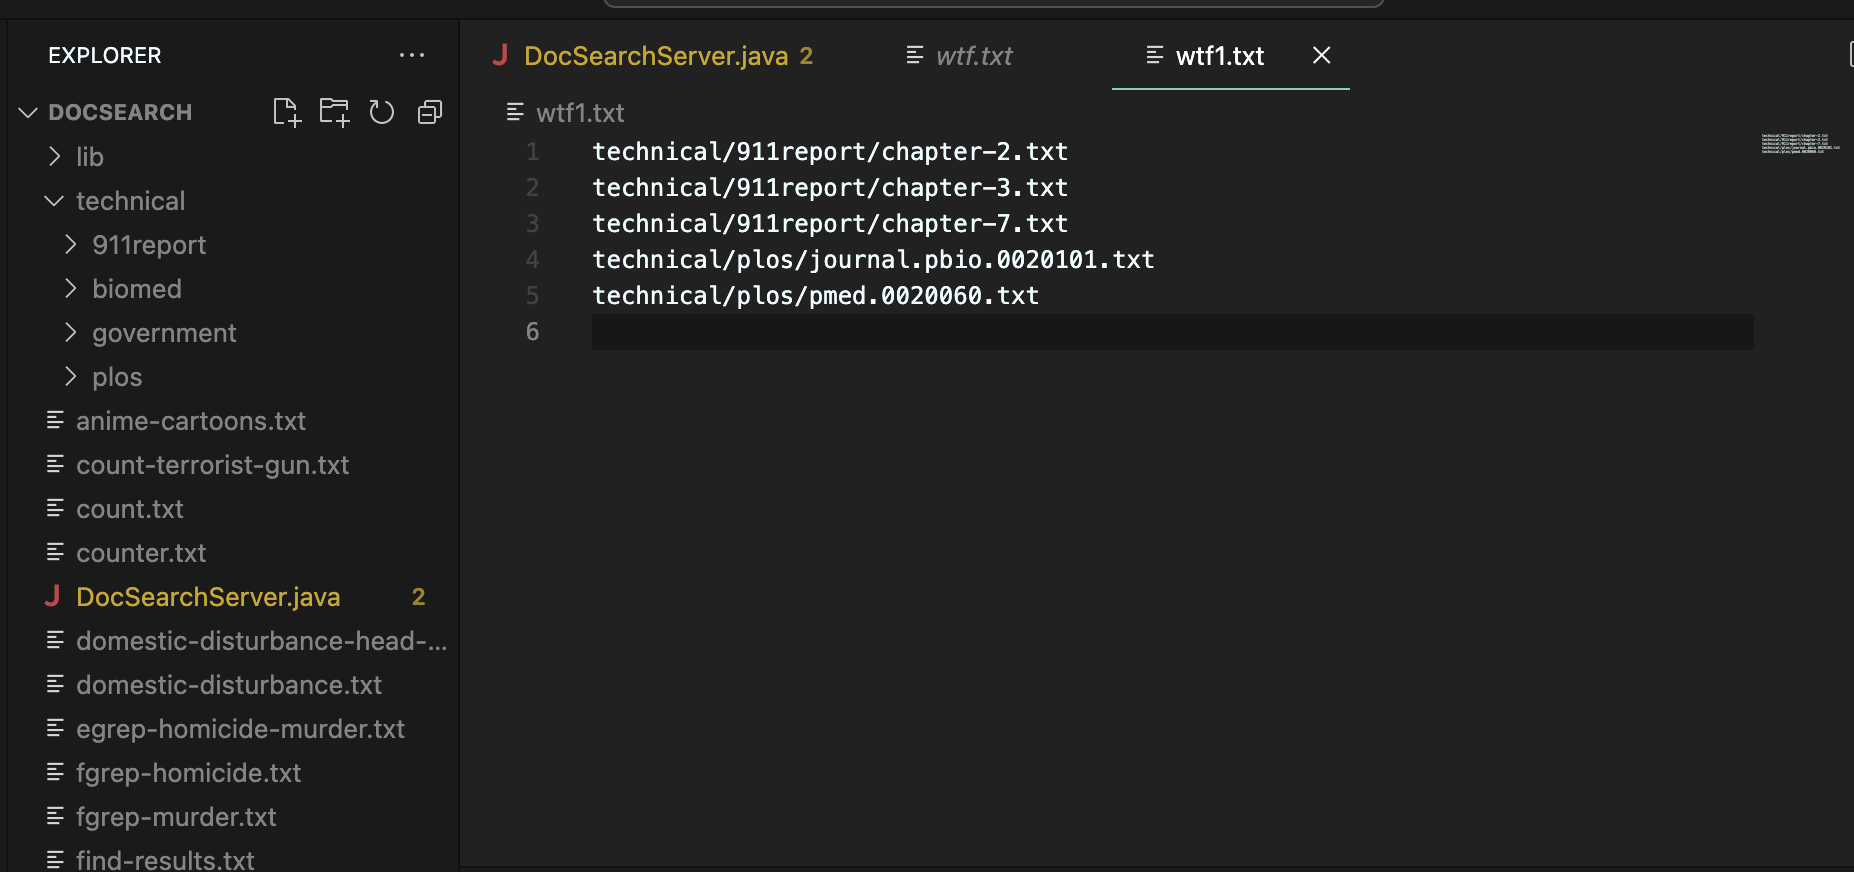 EXPLORER
DOCSEARCH
lib
technical
911report
biomed
government
plos
anime-cartoons.txt
count-terrorist-gun.txt
count.txt
counter.txt
DocSearchServer.java 2
domestic-disturbance-head-...
domestic-disturbance.txt
egrep-homicide-murder.txt
fgrep-homicide.txt
fgrep-murder.txt
find-results.txt
DocSearchServer.java 2 wtf.txt wtf1.txt
wtf1.txt
1 technical/911report/chapter-2.txt
2 technical/911report/chapter-3.txt
3 technical/911report/chapter-7.txt
4 technical/plos/journal.pbio.0020101.txt
5 technical/plos/pmed.0020060.txt
6